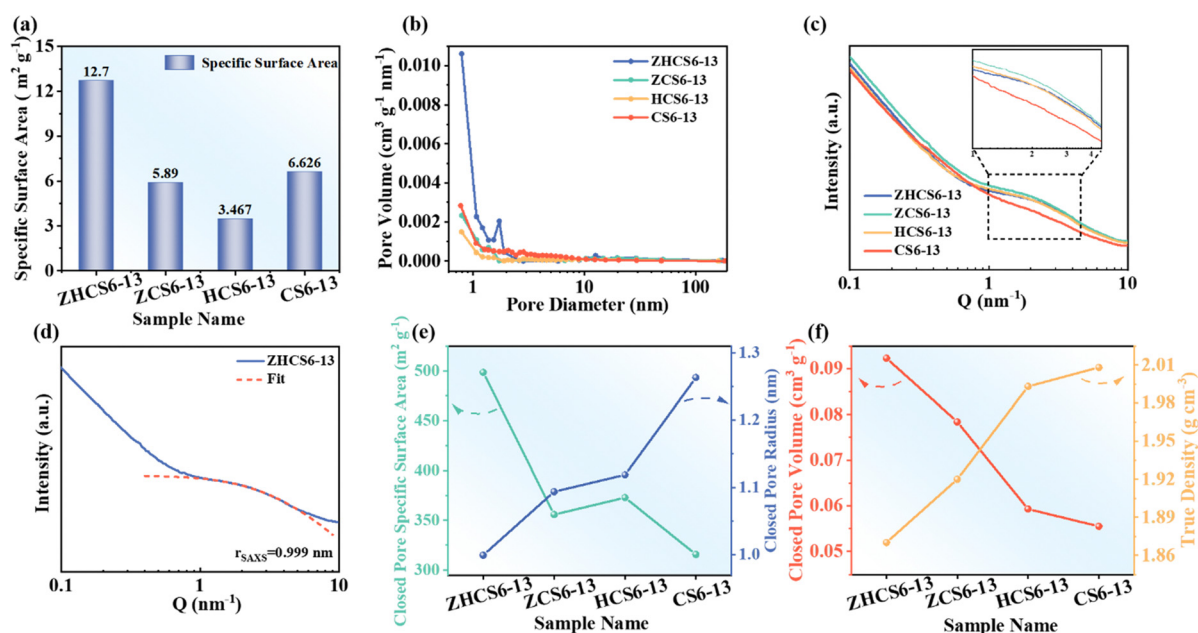 (a)
Specific Surface Area ( m² g⁻¹)
15
12
9
6
3
0
Specific Surface Area
12.7
5.89
3.467
6.626
ZHCS6-13
ZCS6-13
HCS6-13
CS6-13
Sample Name
(b)
Pore Volume (cm³ g⁻¹ nm⁻¹)
0.010
0.008
0.006
0.004
0.002
0.000
ZHCS6-13
ZCS6-13
HCS6-13
CS6-13
1
10
100
Pore Diameter (nm)
(c)
Intensity (a.u.)
2
3
4
ZHCS6-13
ZCS6-13
HCS6-13
CS6-13
0.1
1
10
Q (nm⁻¹)
(d)
Intensity (a.u.)
ZHCS6-13
Fit
rSAXS=0.999 nm
0.1
1
10
Q (nm⁻¹)
(e)
Closed Pore Specific Surface Area (m² g⁻¹)
500
450
400
350
300
1.3
1.2
1.1
1.0
Closed Pore Radius (nm)
ZHCS6-13
ZCS6-13
HCS6-13
CS6-13
Sample Name
(f)
Closed Pore Volume (cm³ g⁻¹)
0.09
0.08
0.07
0.06
0.05
2.01
1.98
1.95
1.92
1.89
1.86
True Density (g cm⁻³)
ZHCS6-13
ZCS6-13
HCS6-13
CS6-13
Sample Name